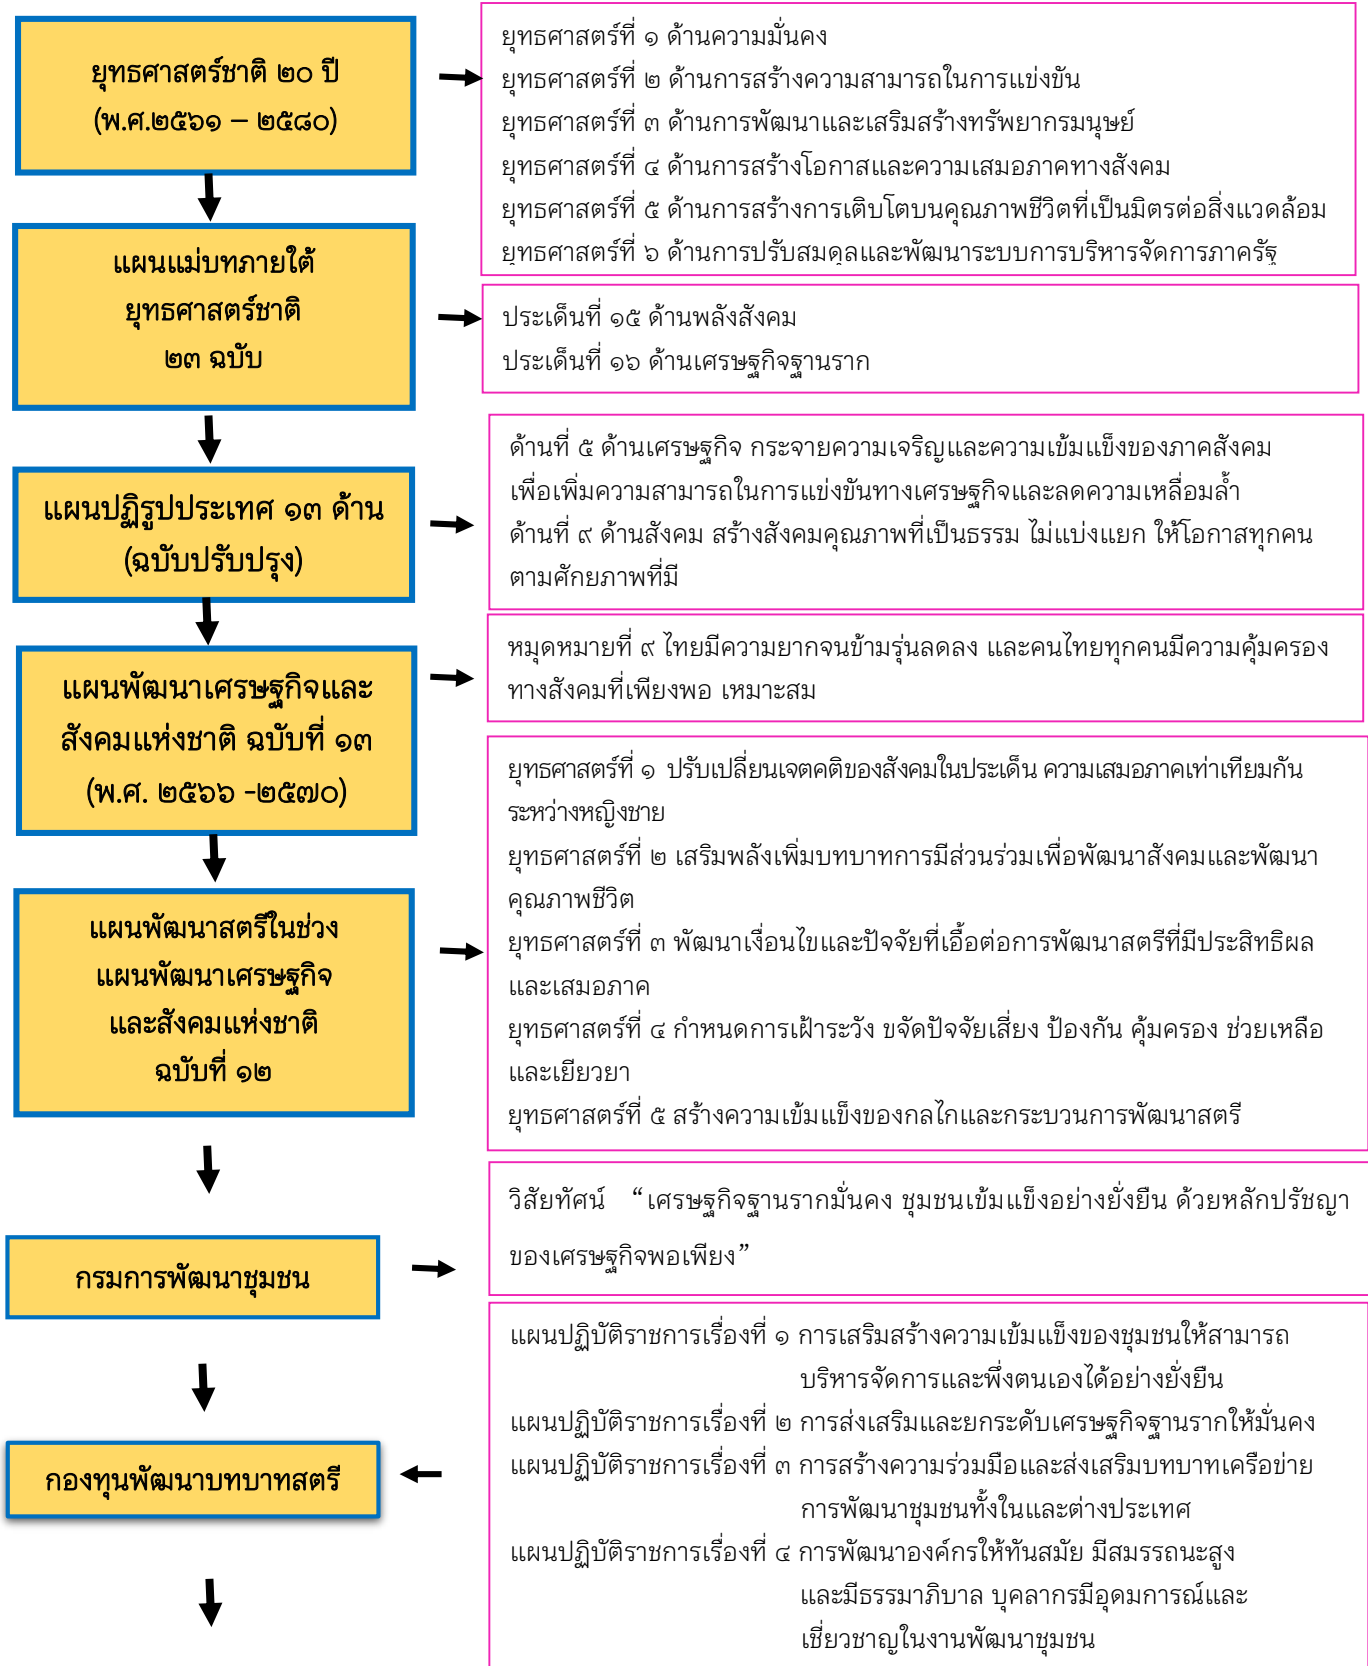 ยุทธศาสตร์ชาติ ๒๐ ปี
(พ.ศ.๒๕๖๑ – ๒๕๘๐)
ยุทธศาสตร์ที่ ๑ ด้านความมั่นคง
ยุทธศาสตร์ที่ ๒ ด้านการสร้างความสามารถในการแข่งขัน
ยุทธศาสตร์ที่ ๓ ด้านการพัฒนาและเสริมสร้างทรัพยากรมนุษย์
ยุทธศาสตร์ที่ ๔ ด้านการสร้างโอกาสและความเสมอภาคทางสังคม
ยุทธศาสตร์ที่ ๕ ด้านการสร้างการเติบโตบนคุณภาพชีวิตที่เป็นมิตรต่อสิ่งแวดล้อม
ยุทธศาสตร์ที่ ๖ ด้านการปรับสมดุลและพัฒนาระบบการบริหารจัดการภาครัฐ
แผนแม่บทภายใต้
ยุทธศาสตร์ชาติ
๒๓ ฉบับ
ประเด็นที่ ๑๕ ด้านพลังสังคม
ประเด็นที่ ๑๖ ด้านเศรษฐกิจฐานราก
แผนปฏิรูปประเทศ ๑๓ ด้าน
(ฉบับปรับปรุง)
ด้านที่ ๕ ด้านเศรษฐกิจ กระจายความเจริญและความเข้มแข็งของภาคสังคม
เพื่อเพิ่มความสามารถในการแข่งขันทางเศรษฐกิจและลดความเหลื่อมล้ำ
ด้านที่ ๙ ด้านสังคม สร้างสังคมคุณภาพที่เป็นธรรม ไม่แบ่งแยก ให้โอกาสทุกคน
ตามศักยภาพที่มี
แผนพัฒนาเศรษฐกิจและ
สังคมแห่งชาติ ฉบับที่ ๑๓
(พ.ศ. ๒๕๖๖ -๒๕๗๐)
หมุดหมายที่ ๙ ไทยมีความยากจนข้ามรุ่นลดลง และคนไทยทุกคนมีความคุ้มครอง
ทางสังคมที่เพียงพอ เหมาะสม
แผนพัฒนาสตรีในช่วง
แผนพัฒนาเศรษฐกิจ
และสังคมแห่งชาติ
ฉบับที่ ๑๒
ยุทธศาสตร์ที่ ๑ ปรับเปลี่ยนเจตคติของสังคมในประเด็น ความเสมอภาคเท่าเทียมกัน
ระหว่างหญิงชาย
ยุทธศาสตร์ที่ ๒ เสริมพลังเพิ่มบทบาทการมีส่วนร่วมเพื่อพัฒนาสังคมและพัฒนา
คุณภาพชีวิต
ยุทธศาสตร์ที่ ๓ พัฒนาเงื่อนไขและปัจจัยที่เอื้อต่อการพัฒนาสตรีที่มีประสิทธิผล
และเสมอภาค
ยุทธศาสตร์ที่ ๔ กำหนดการเฝ้าระวัง ขจัดปัจจัยเสี่ยง ป้องกัน คุ้มครอง ช่วยเหลือ
และเยียวยา
ยุทธศาสตร์ที่ ๕ สร้างความเข้มแข็งของกลไกและกระบวนการพัฒนาสตรี
กรมการพัฒนาชุมชน
วิสัยทัศน์ “เศรษฐกิจฐานรากมั่นคง ชุมชนเข้มแข็งอย่างยั่งยืน ด้วยหลักปรัชญา
ของเศรษฐกิจพอเพียง”
กองทุนพัฒนาบทบาทสตรี
แผนปฏิบัติราชการเรื่องที่ ๑ การเสริมสร้างความเข้มแข็งของชุมชนให้สามารถ
บริหารจัดการและพึ่งตนเองได้อย่างยั่งยืน
แผนปฏิบัติราชการเรื่องที่ ๒ การส่งเสริมและยกระดับเศรษฐกิจฐานรากให้มั่นคง
แผนปฏิบัติราชการเรื่องที่ ๓ การสร้างความร่วมมือและส่งเสริมบทบาทเครือข่าย
การพัฒนาชุมชนทั้งในและต่างประเทศ
แผนปฏิบัติราชการเรื่องที่ ๔ การพัฒนาองค์กรให้ทันสมัย มีสมรรถนะสูง
และมีธรรมาภิบาล บุคลากรมีอุดมการณ์และ
เชี่ยวชาญในงานพัฒนาชุมชน